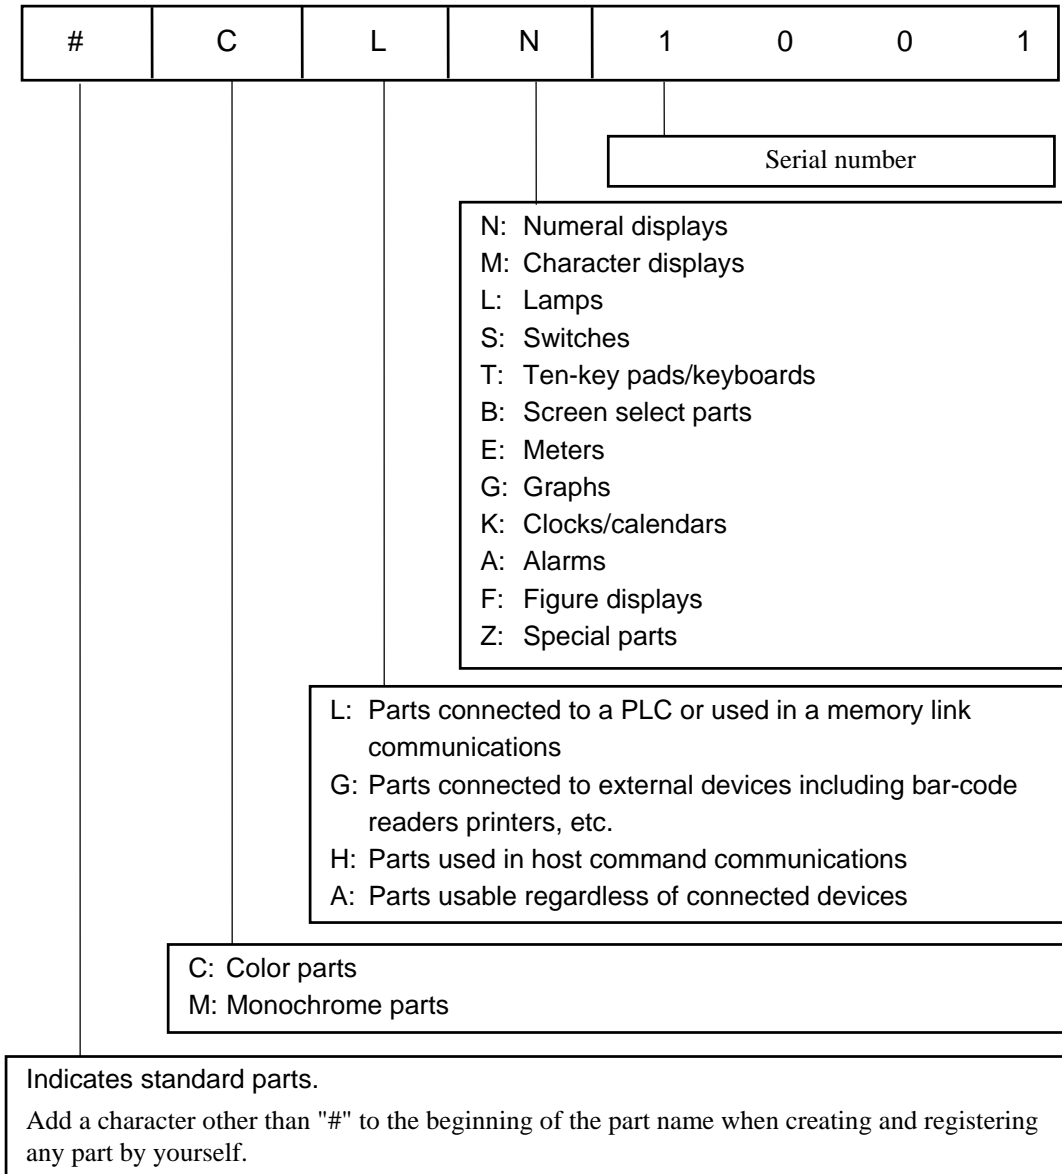 # C L N 1 0 0 1
Serial number
N: Numeral displays
M: Character displays
L: Lamps
S: Switches
T: Ten-key pads/keyboards
B: Screen select parts
E: Meters
G: Graphs
K: Clocks/calendars
A: Alarms
F: Figure displays
Z: Special parts
L: Parts connected to a PLC or used in a memory link
communications
G: Parts connected to external devices including bar-code
readers printers, etc.
H: Parts used in host command communications
A: Parts usable regardless of connected devices
C: Color parts
M: Monochrome parts
Indicates standard parts.
Add a character other than "#" to the beginning of the part name when creating and registering
any part by yourself.